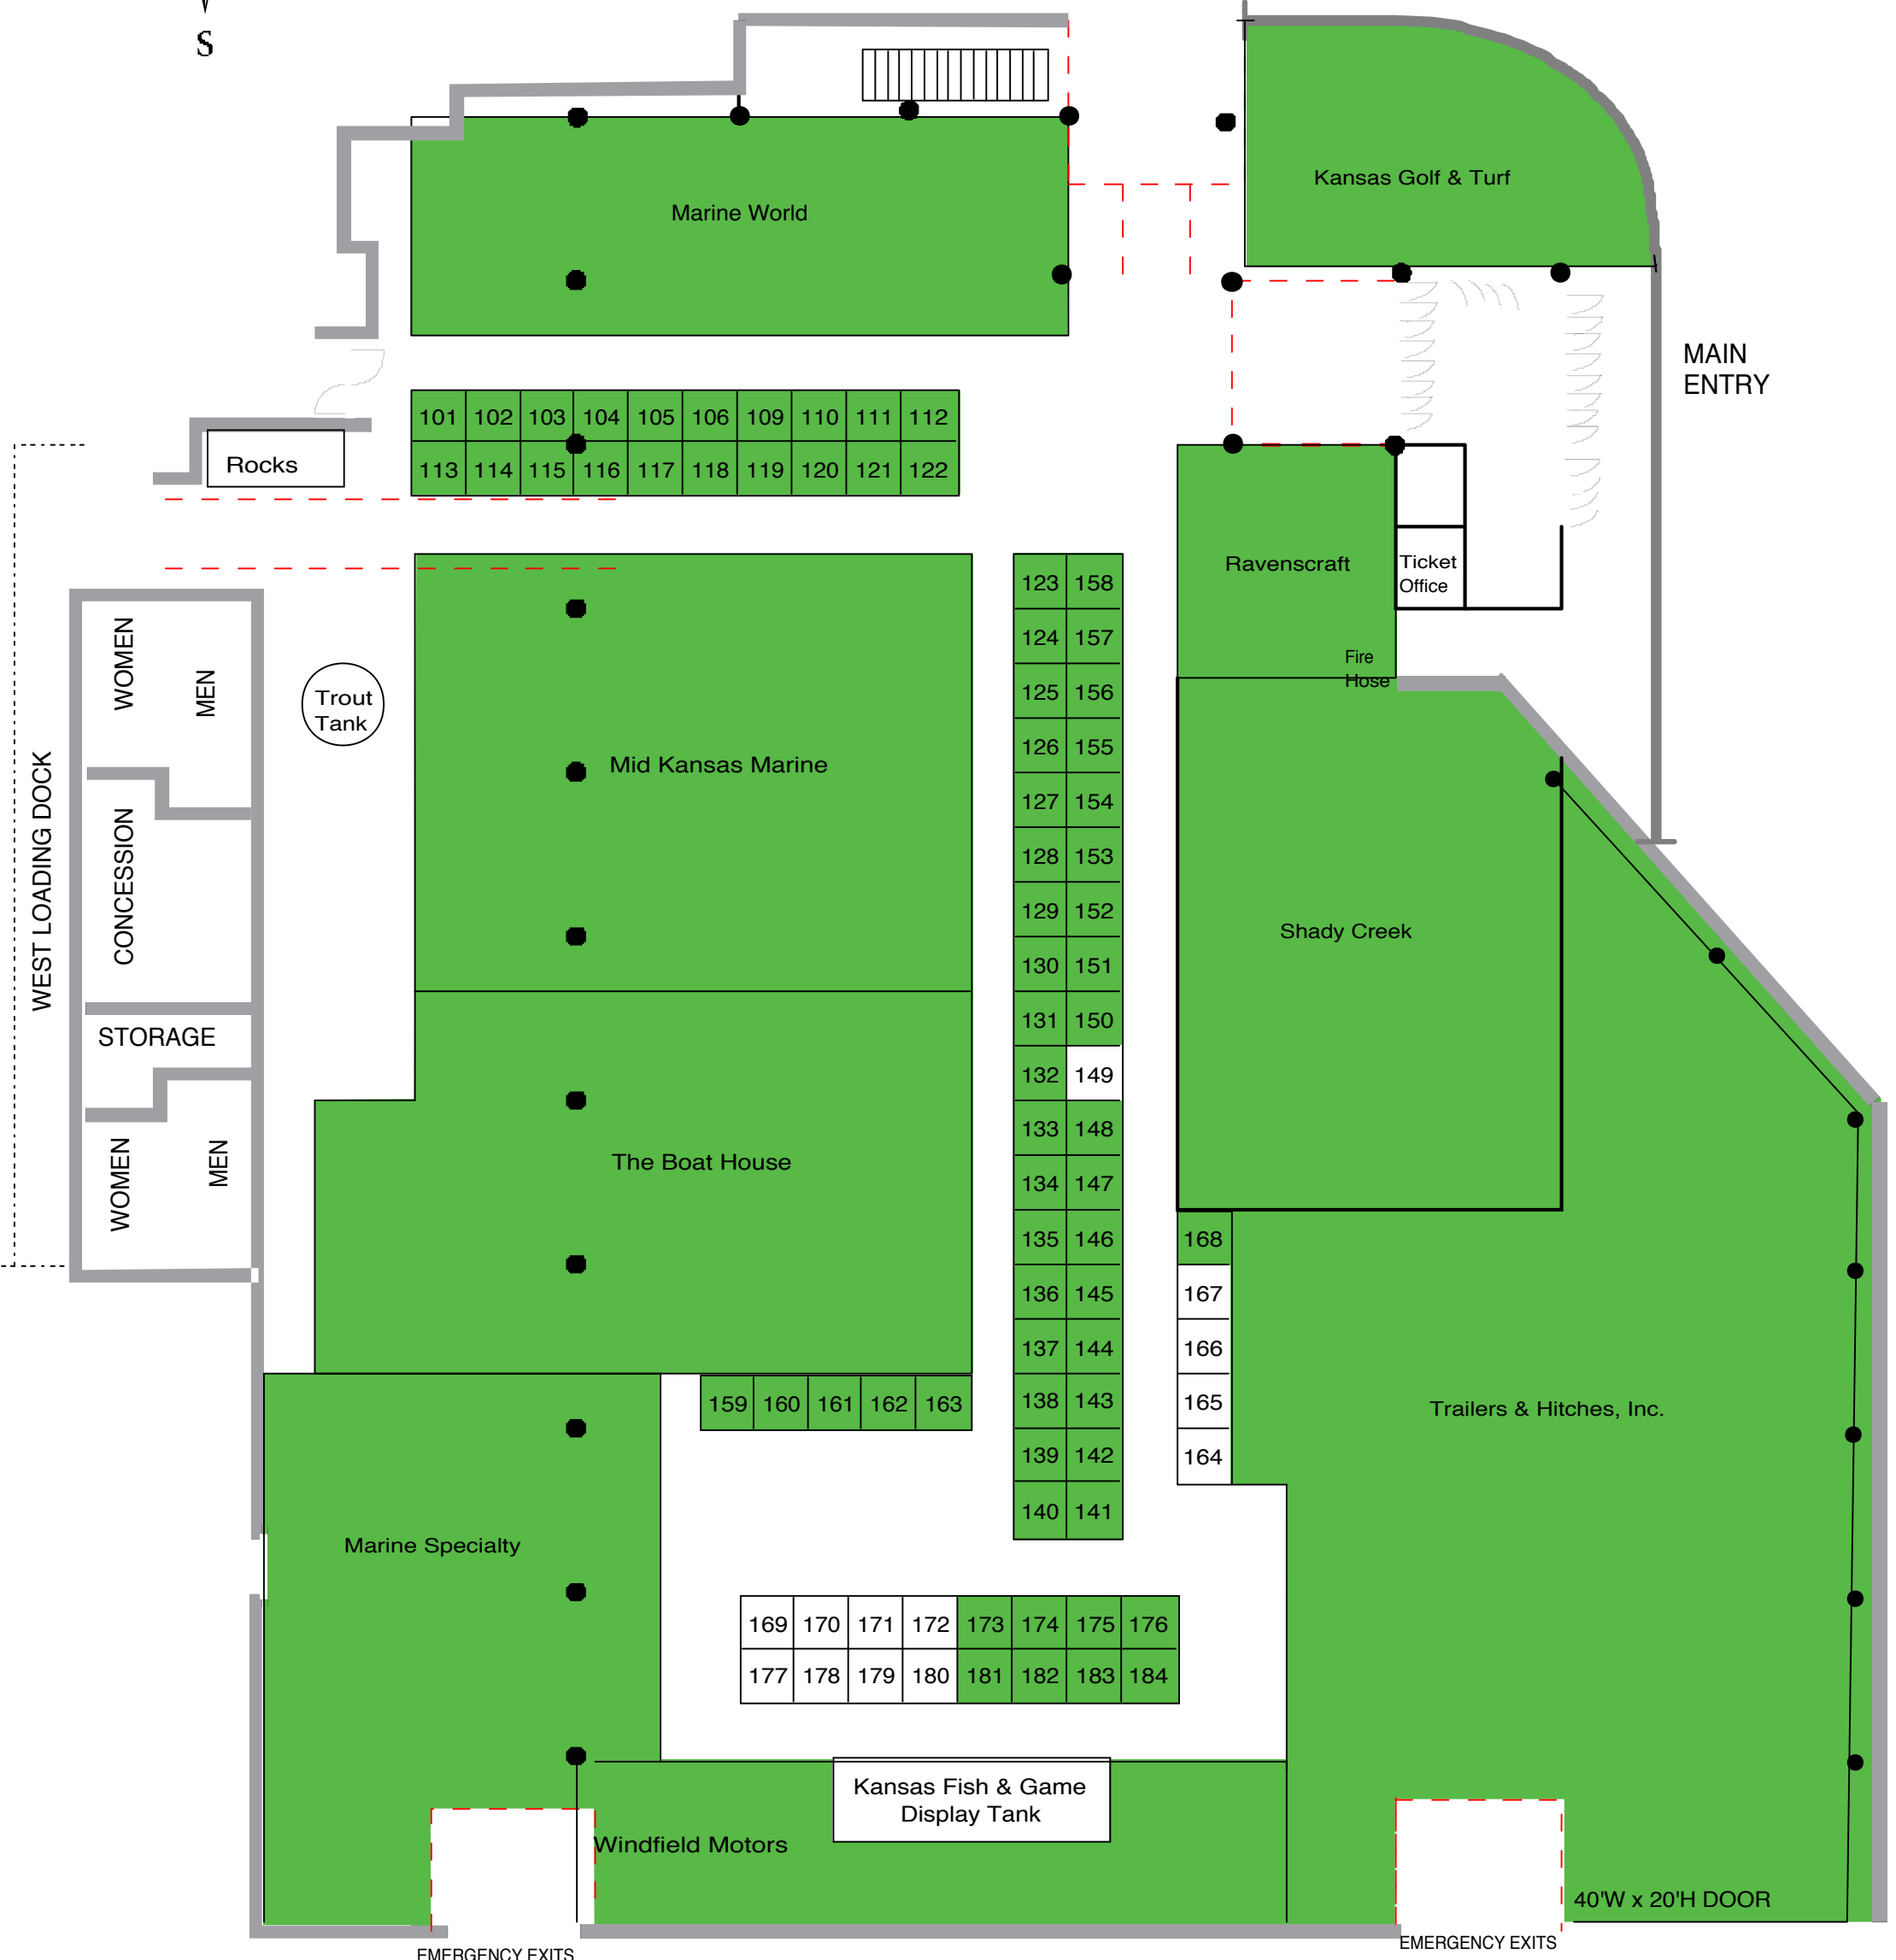 S
Kansas Golf & Turf
Marine World
MAIN
ENTRY
101 102 103 104 105 106 109 110 111 112
113 114 115 116 117 118 119 120 121 122
Rocks
Ravenscraft
Ticket
Office
Fire
Hose
123 158
124 157
125 156
126 155
127 154
128 153
129 152
130 151
131 150
132 149
133 148
134 147
135 146
136 145
137 144
138 143
139 142
140 141
WOMEN
MEN
Trout
Tank
Mid Kansas Marine
WEST LOADING DOCK
CONCESSION
STORAGE
WOMEN
MEN
Shady Creek
The Boat House
168
167
166
165
164
Trailers & Hitches, Inc.
159 160 161 162 163
Marine Specialty
169 170 171 172 173 174 175 176
177 178 179 180 181 182 183 184
Kansas Fish & Game
Display Tank
Windfield Motors
40'W x 20'H DOOR
EMERGENCY EXITS
EMERGENCY EXITS